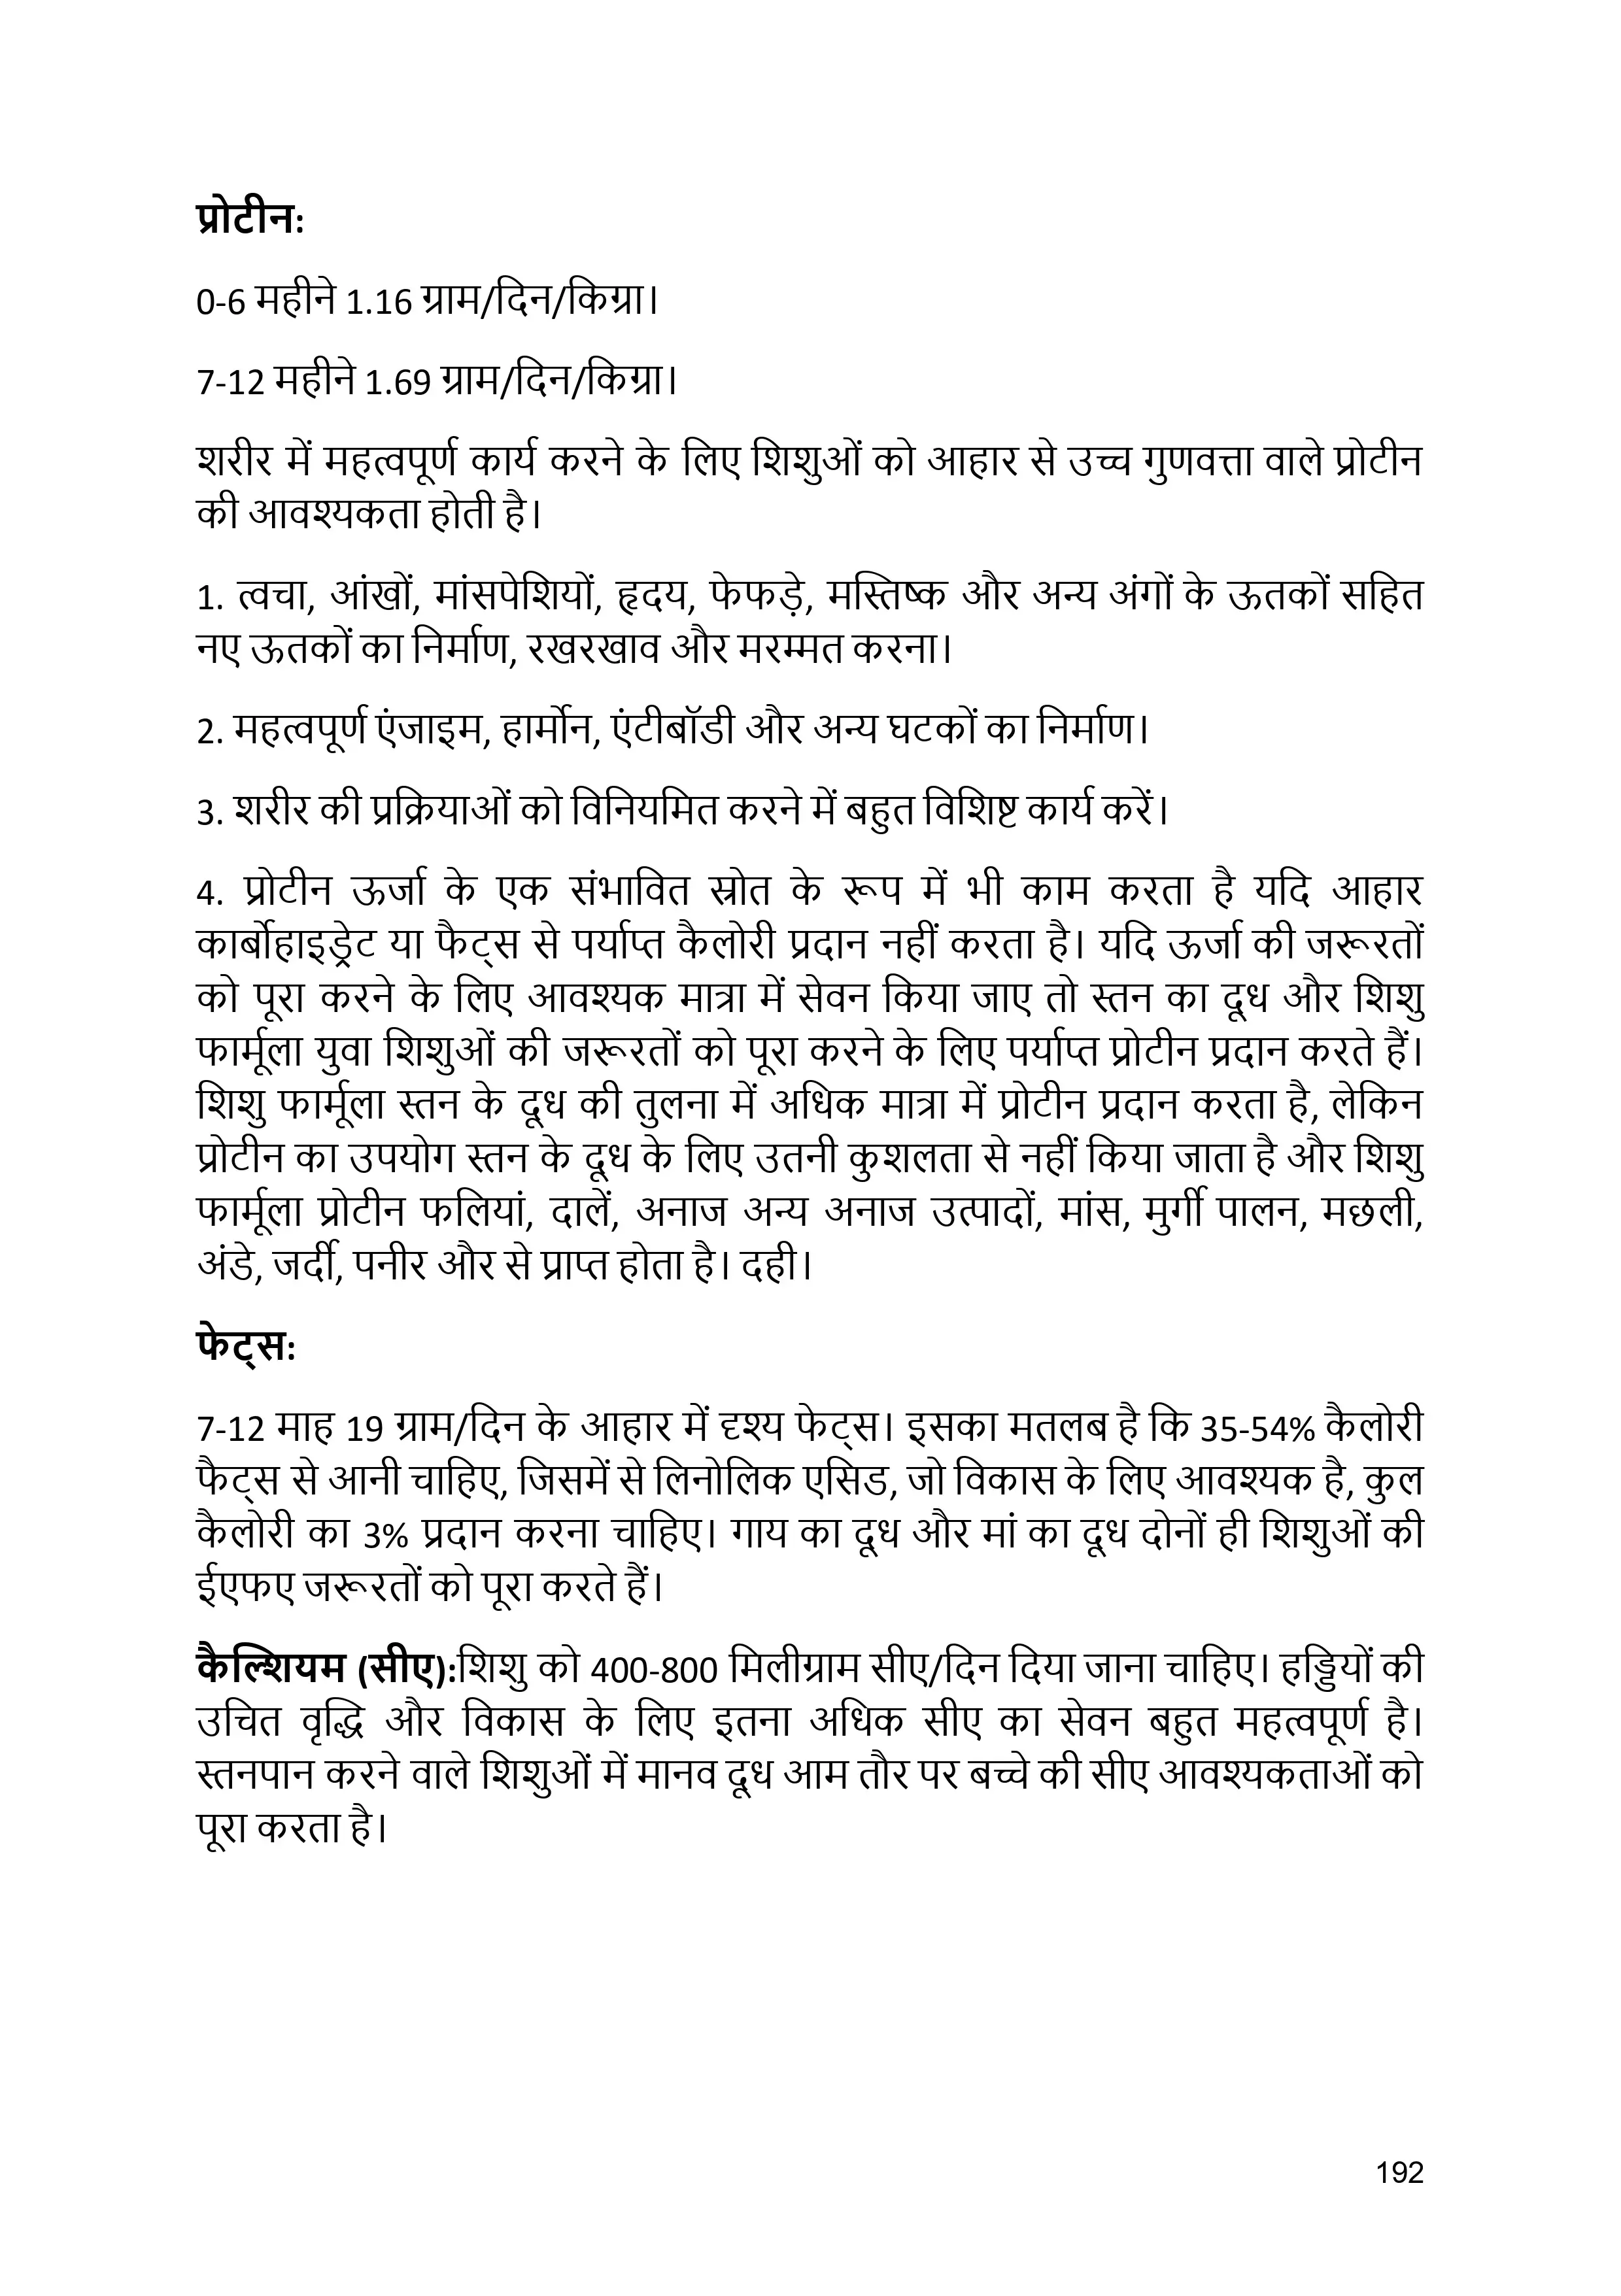 प्रोटीन:
0-6 महीने 1.16 ग्राम/दिन/किग्रा।
7-12 महीने 1.69 ग्राम/दिन/किग्रा।
शरीर में महत्वपूर्ण कार्य करने के लिए शिशुओं को आहार से उच्च गुणवत्ता वाले प्रोटीन
की आवश्यकता होती है।
1. त्वचा, आंखों, मांसपेशियों, हृदय, फेफड़े, मस्तिष्क और अन्य अंगों के ऊतकों सहित
नए ऊतकों का निर्माण, रखरखाव और मरम्मत करना।
2. महत्वपूर्ण एंजाइम, हार्मोन, एंटीबॉडी और अन्य घटकों का निर्माण।
3. शरीर की प्रक्रियाओं को विनियमित करने में बहुत विशिष्ट कार्य करें।
4. प्रोटीन ऊर्जा के एक संभावित स्रोत के रूप में भी काम करता है यदि आहार
कार्बोहाइड्रेट या फैट्स से पर्याप्त कैलोरी प्रदान नहीं करता है। यदि ऊर्जा की जरूरतों
को पूरा करने के लिए आवश्यक मात्रा में सेवन किया जाए तो स्तन का दूध और शिशु
फार्मूला युवा शिशुओं की जरूरतों को पूरा करने के लिए पर्याप्त प्रोटीन प्रदान करते हैं।
शिशु फार्मूला स्तन के दूध की तुलना में अधिक मात्रा में प्रोटीन प्रदान करता है, लेकिन
प्रोटीन का उपयोग स्तन के दूध के लिए उतनी कुशलता से नहीं किया जाता है और शिशु
फार्मूला प्रोटीन फलियां, दालें, अनाज अन्य अनाज उत्पादों, मांस, मुर्गी पालन, मछली,
अंडे, जर्दी, पनीर और से प्राप्त होता है। दही।
फेट्स:
7-12 माह 19 ग्राम/दिन के आहार में दृश्य फेट्स। इसका मतलब है कि 35-54% कैलोरी
फैट्स से आनी चाहिए, जिसमें से लिनोलिक एसिड, जो विकास के लिए आवश्यक है, कुल
कैलोरी का 3% प्रदान करना चाहिए। गाय का दूध और मां का दूध दोनों ही शिशुओं की
ईएफए जरूरतों को पूरा करते हैं।
कैल्शियम (सीए):शिशु को 400-800 मिलीग्राम सीए/दिन दिया जाना चाहिए। हड्डियों की
उचित वृद्धि और विकास के लिए इतना अधिक सीए का सेवन बहुत महत्वपूर्ण है।
स्तनपान करने वाले शिशुओं में मानव दूध आम तौर पर बच्चे की सीए आवश्यकताओं को
पूरा करता है।
192